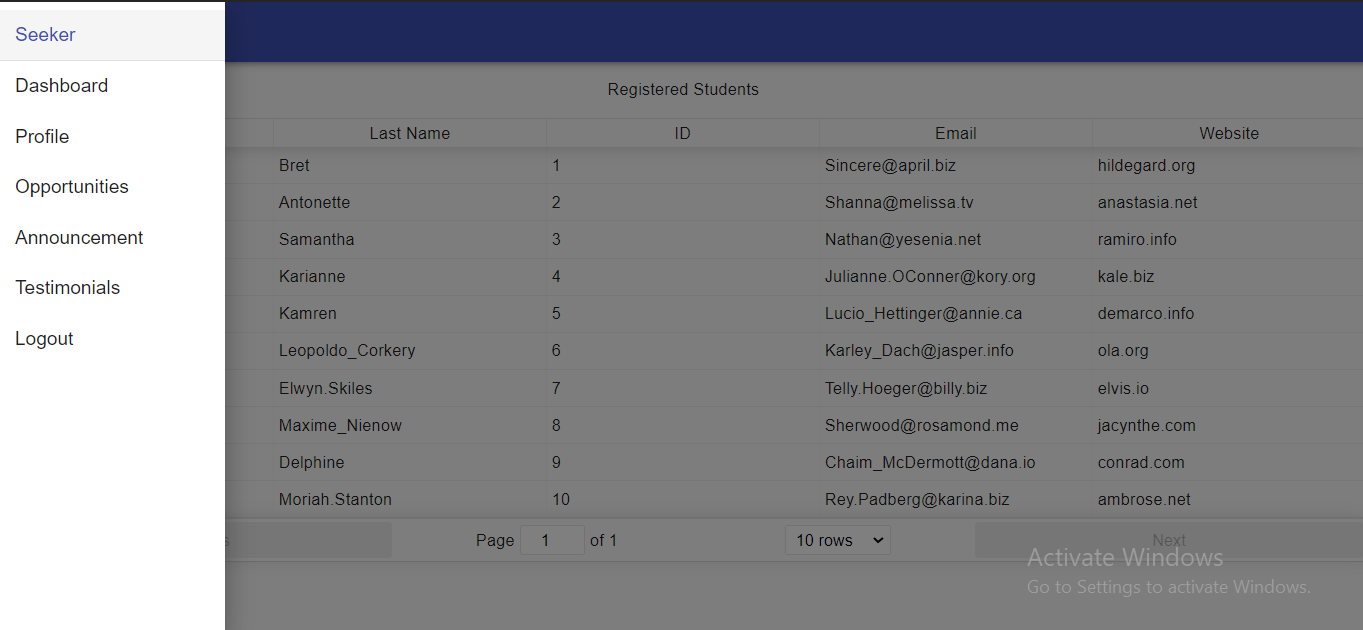 Seeker
Dashboard
Profile
Opportunities
Announcement
Testimonials
Logout
Registered Students
Last Name ID Email Website
Bret 1 Sincere@april.biz hildegard.org
Antonette 2 Shanna@melissa.tv anastasia.net
Samantha 3 Nathan@yesenia.net ramiro.info
Karianne 4 Julianne.OConner@kory.org kale.biz
Kamren 5 Lucio_Hettinger@annie.ca demarco.info
Leopoldo_Corkery 6 Karley_Dach@jasper.info ola.org
Elwyn.Skiles 7 Telly.Hoeger@billy.biz elvis.io
Maxime_Nienow 8 Sherwood@rosamond.me jacynthe.com
Delphine 9 Chaim_McDermott@dana.io conrad.com
Moriah.Stanton 10 Rey.Padberg@karina.biz ambrose.net
Page 1 of 1 10 rows Next
Activate Windows
Go to Settings to activate Windows.